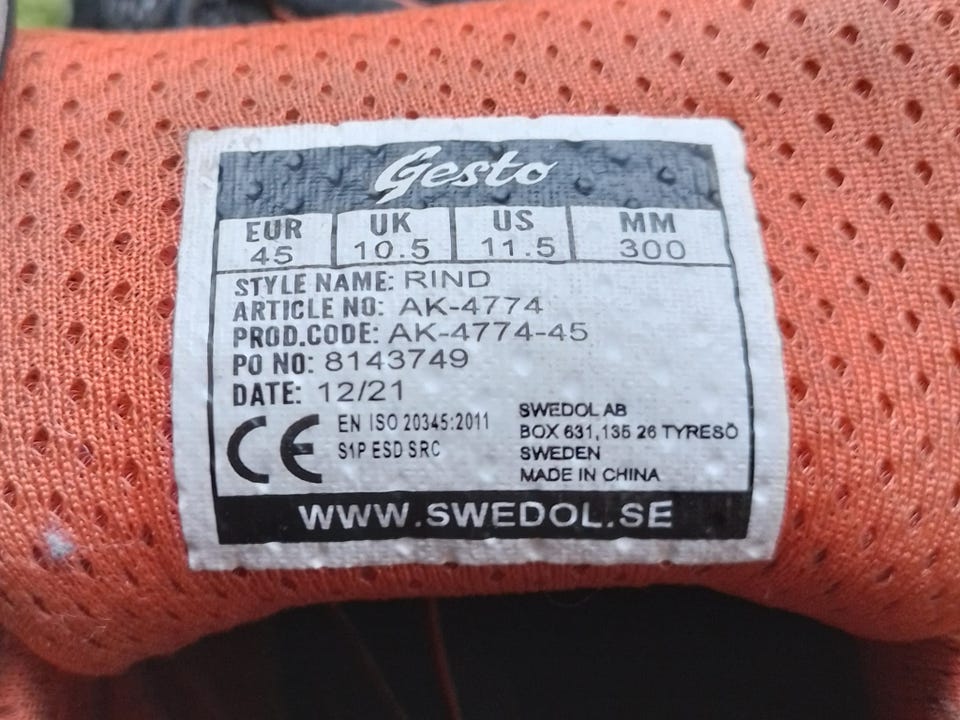 Gesto
EUR UK US MM
45 10.5 11.5 300
STYLE NAME: RIND
ARTICLE NO: AK-4774
PROD.CODE: AK-4774-45
PO NO: 8143749
DATE: 12/21
CE
EN ISO 20345:2011
S1P ESD SRC
SWEDOL AB
BOX 631,135 26 TYRESÖ
SWEDEN
MADE IN CHINA
WWW.SWEDOL.SE